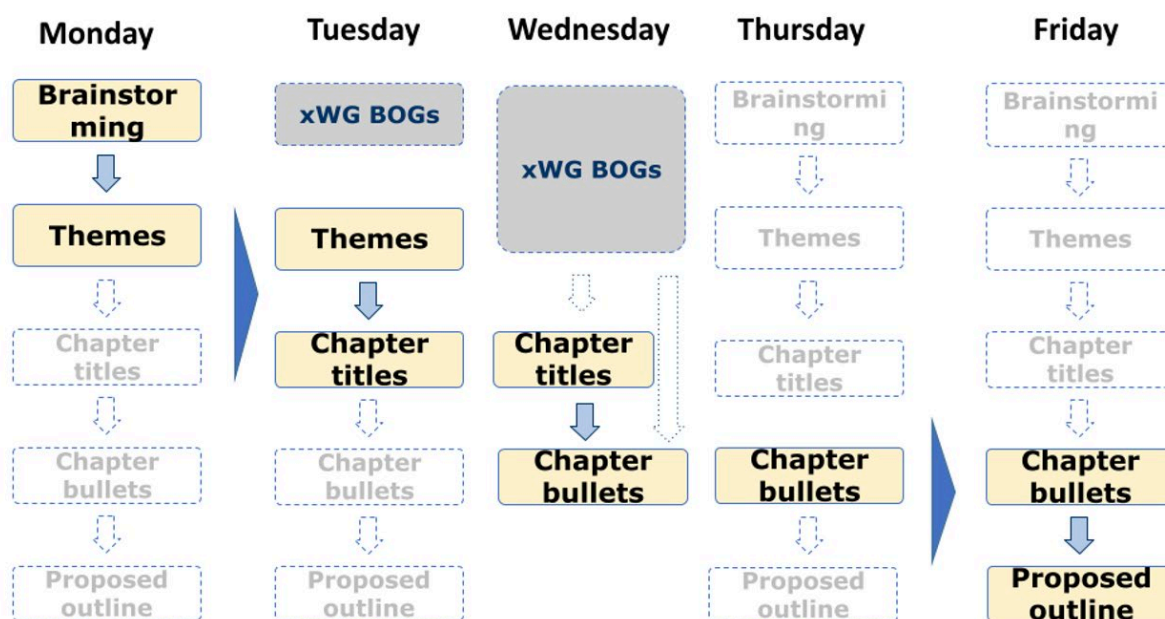 Monday
Tuesday
Wednesday
Thursday
Friday
Brainstor
ming
Themes
Chapter
titles
Chapter
bullets
Proposed
outline
xWG BOGs
Themes
Chapter
titles
Chapter
bullets
Proposed
outline
xWG BOGs
Chapter
titles
Chapter
bullets
Brainstormi
ng
Themes
Chapter
titles
Chapter
bullets
Proposed
outline
Brainstormi
ng
Themes
Chapter
titles
Chapter
bullets
Proposed
outline